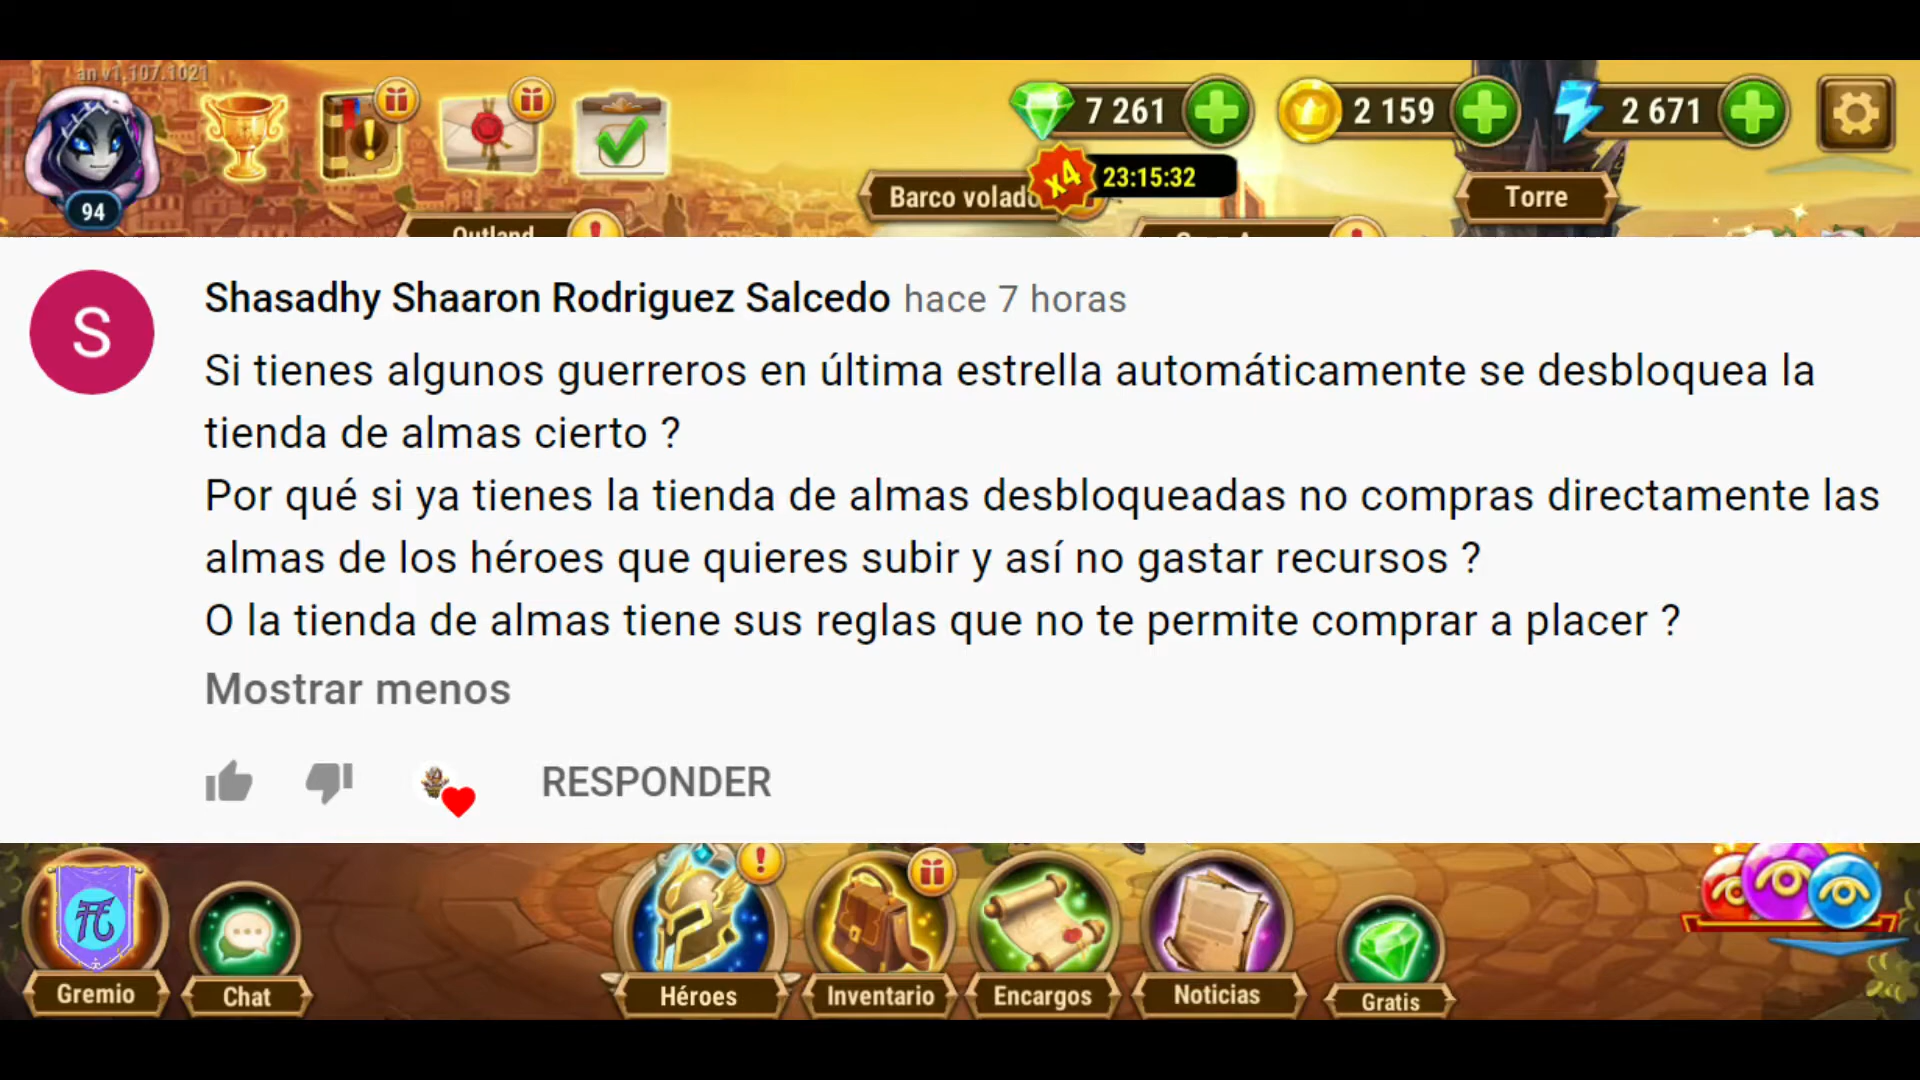 an v1.107.1021
7 261
2 159
2 671
94
x4
23:15:32
Barco volad
Torre
Outland
S
Shasadhy Shaaron Rodriguez Salcedo hace 7 horas
Si tienes algunos guerreros en última estrella automáticamente se desbloquea la
tienda de almas cierto ?
Por qué si ya tienes la tienda de almas desbloqueadas no compras directamente las
almas de los héroes que quieres subir y así no gastar recursos ?
O la tienda de almas tiene sus reglas que no te permite comprar a placer ?
Mostrar menos
RESPONDER
Gremio
Chat
Héroes
Inventario
Encargos
Noticias
Gratis